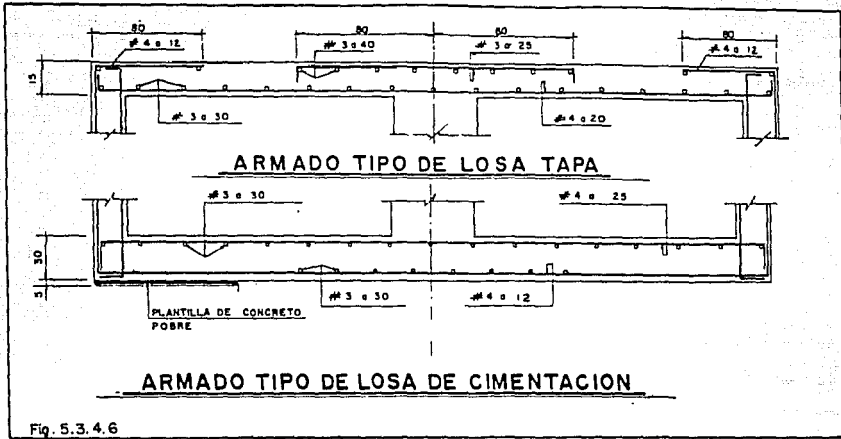 80
80
80
80
# 4 a 12
# 3 a 40
# 3 a 25
# 4 a 12
15
# 3 a 30
# 4 a 20
ARMADO TIPO DE LOSA TAPA
# 3 a 30
# 4 a 25
30
5
PLANTILLA DE CONCRETO
POBRE
# 3 a 30
# 4 a 12
ARMADO TIPO DE LOSA DE CIMENTACION
Fig. 5.3.4.6